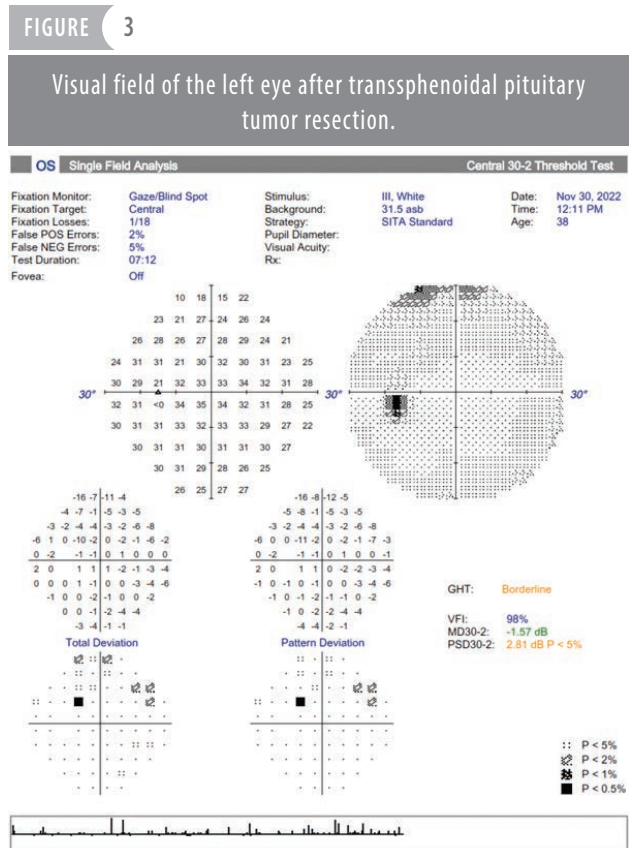 FIGURE 3
Visual field of the left eye after transsphenoidal pituitary
tumor resection.
OS Single Field Analysis Central 30-2 Threshold Test
Fixation Monitor: Gaze/Blind Spot Stimulus: III, White Date: Nov 30, 2022
Fixation Target: Central Background: 31.5 asb Time: 12:11 PM
Fixation Losses: 1/18 Strategy: SITA Standard Age: 38
False POS Errors: 2% Pupil Diameter:
False NEG Errors: 5% Visual Acuity:
Test Duration: 07:12 Rx:
Fovea: Off
10 18 15 22
23 21 27 24 26 24
26 28 26 27 28 29 24 21
24 31 31 21 30 32 30 31 23 25
30 29 21 32 33 33 34 32 31 28
30° 30° 30°
32 31 <0 34 35 34 32 31 28 25
30 31 31 33 32 33 33 29 27 22
30 31 31 30 31 31 30 27
30 31 29 28 26 25
26 25 27 27
-16 -7 -11 -4 -16 -8 -12 -5
-4 -7 -1 -5 -3 -5 -5 -8 -1 -5 -3 -5
-3 -2 -4 -4 -3 -2 -6 -8 -3 -2 -4 -4 -3 -2 -6 -8
-6 1 0 -10 -2 0 -2 -1 -6 -2 -6 0 0 -11 -2 0 -2 -1 -7 -3
0 -2 -1 -1 0 1 0 0 0 0 -2 -1 -1 0 1 0 0 -1
2 0 1 1 1 -2 -1 -3 -4 2 0 1 1 0 -2 -1 -3 -4
0 0 0 1 -1 0 0 -3 -4 -6 -1 0 -1 0 -1 0 0 -3 -4 -6
-1 0 0 -2 -1 0 0 -2 -1 0 -1 -2 -1 -1 0 -2
0 0 -1 -2 -4 -4 -1 0 -2 -2 -4 -4
-3 -4 -1 -1 -4 -4 -2 -1
GHT: Borderline
VFI: 98%
MD30-2: -1.57 dB
PSD30-2: 2.81 dB P < 5%
Total Deviation Pattern Deviation
P < 5%
P < 2%
P < 1%
P < 0.5%